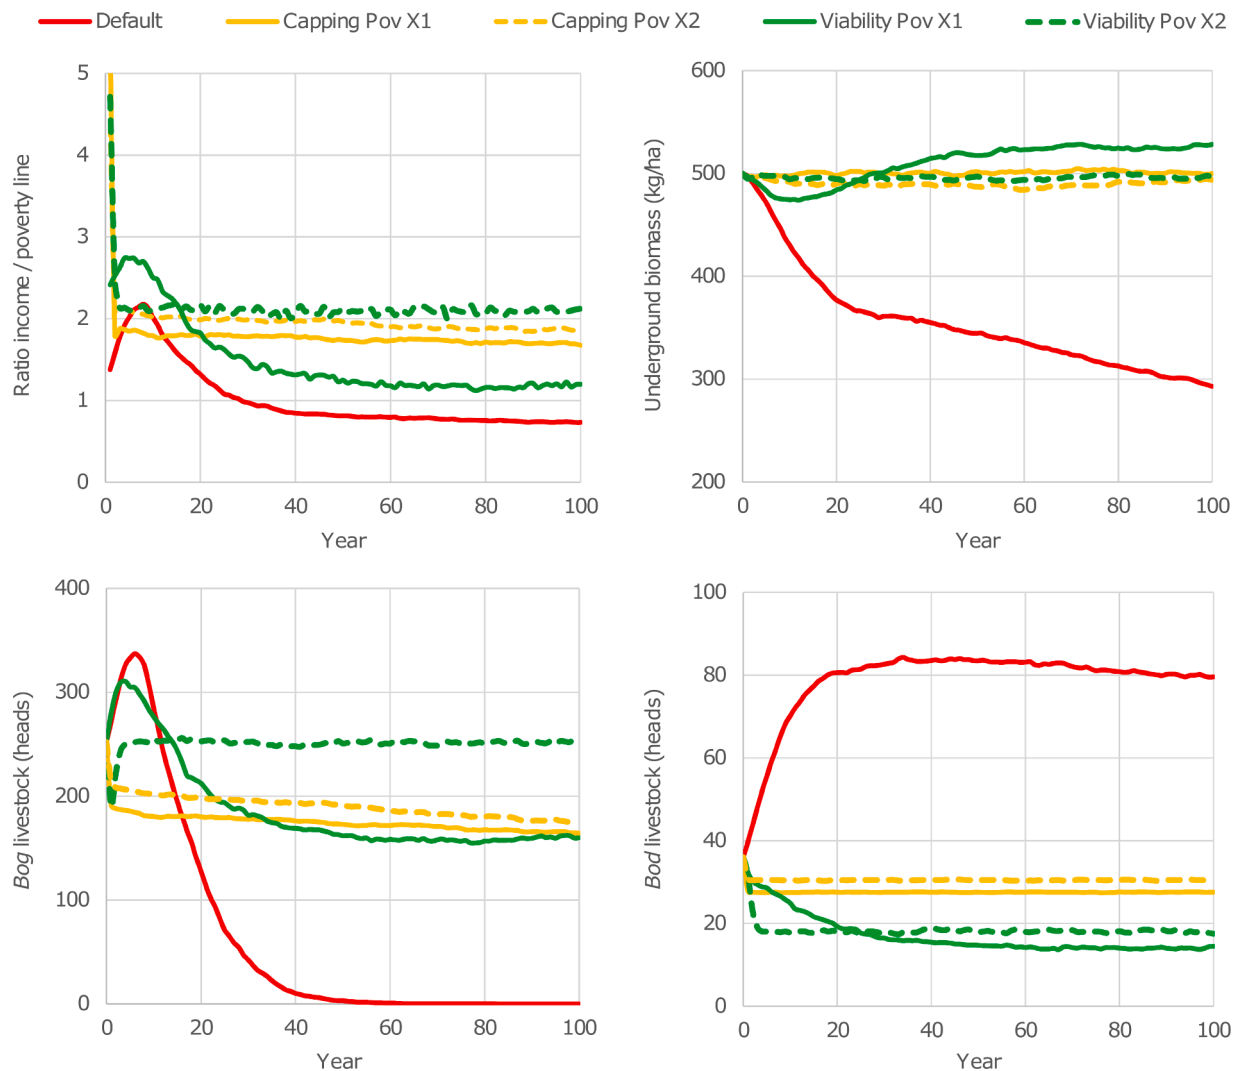 Default Capping Pov X1 Capping Pov X2 Viability Pov X1 Viability Pov X2
Ratio income / poverty line
5
4
3
2
1
0
0 20 40 60 80 100
Year
Underground biomass (kg/ha)
600
500
400
300
200
0 20 40 60 80 100
Year
Bog livestock (heads)
400
300
200
100
0
0 20 40 60 80 100
Year
Bod livestock (heads)
100
80
60
40
20
0
0 20 40 60 80 100
Year